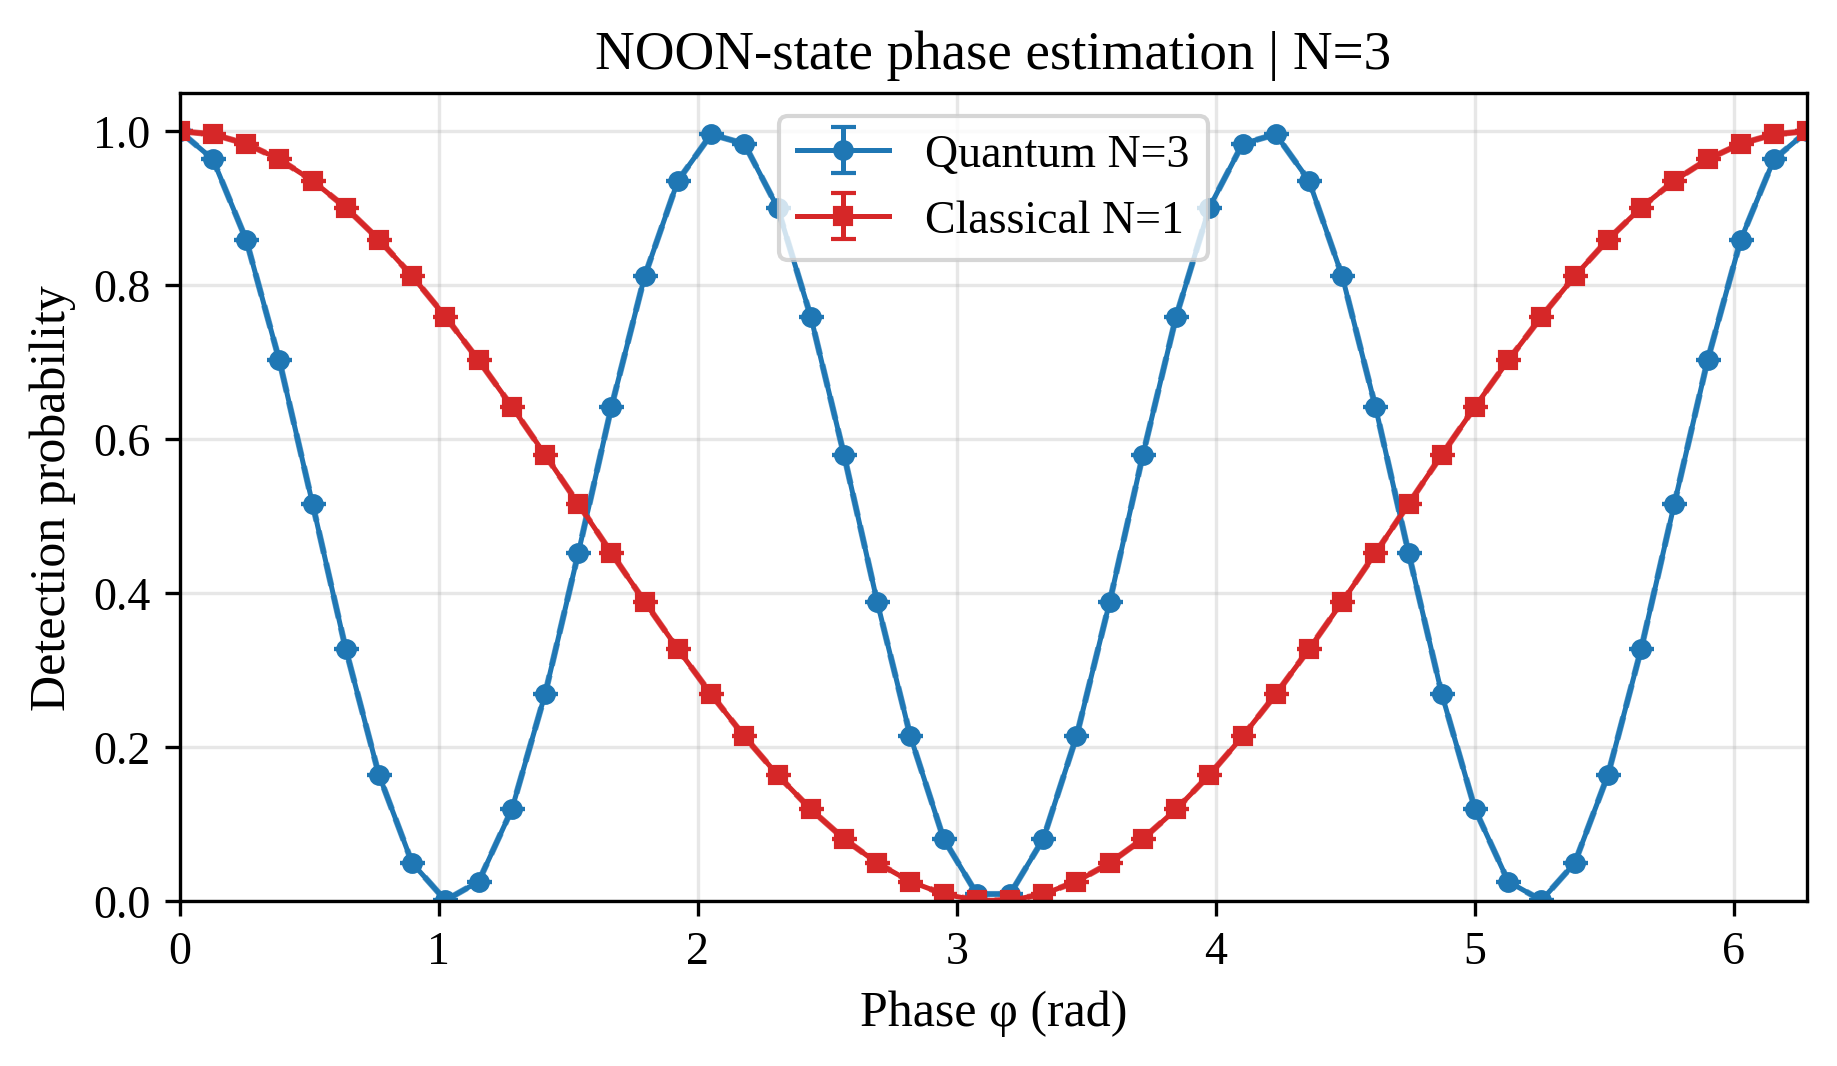 NOON-state phase estimation | N=3
Quantum N=3
Classical N=1
Detection probability
1.0
0.8
0.6
0.4
0.2
0.0
0 1 2 3 4 5 6
Phase φ (rad)